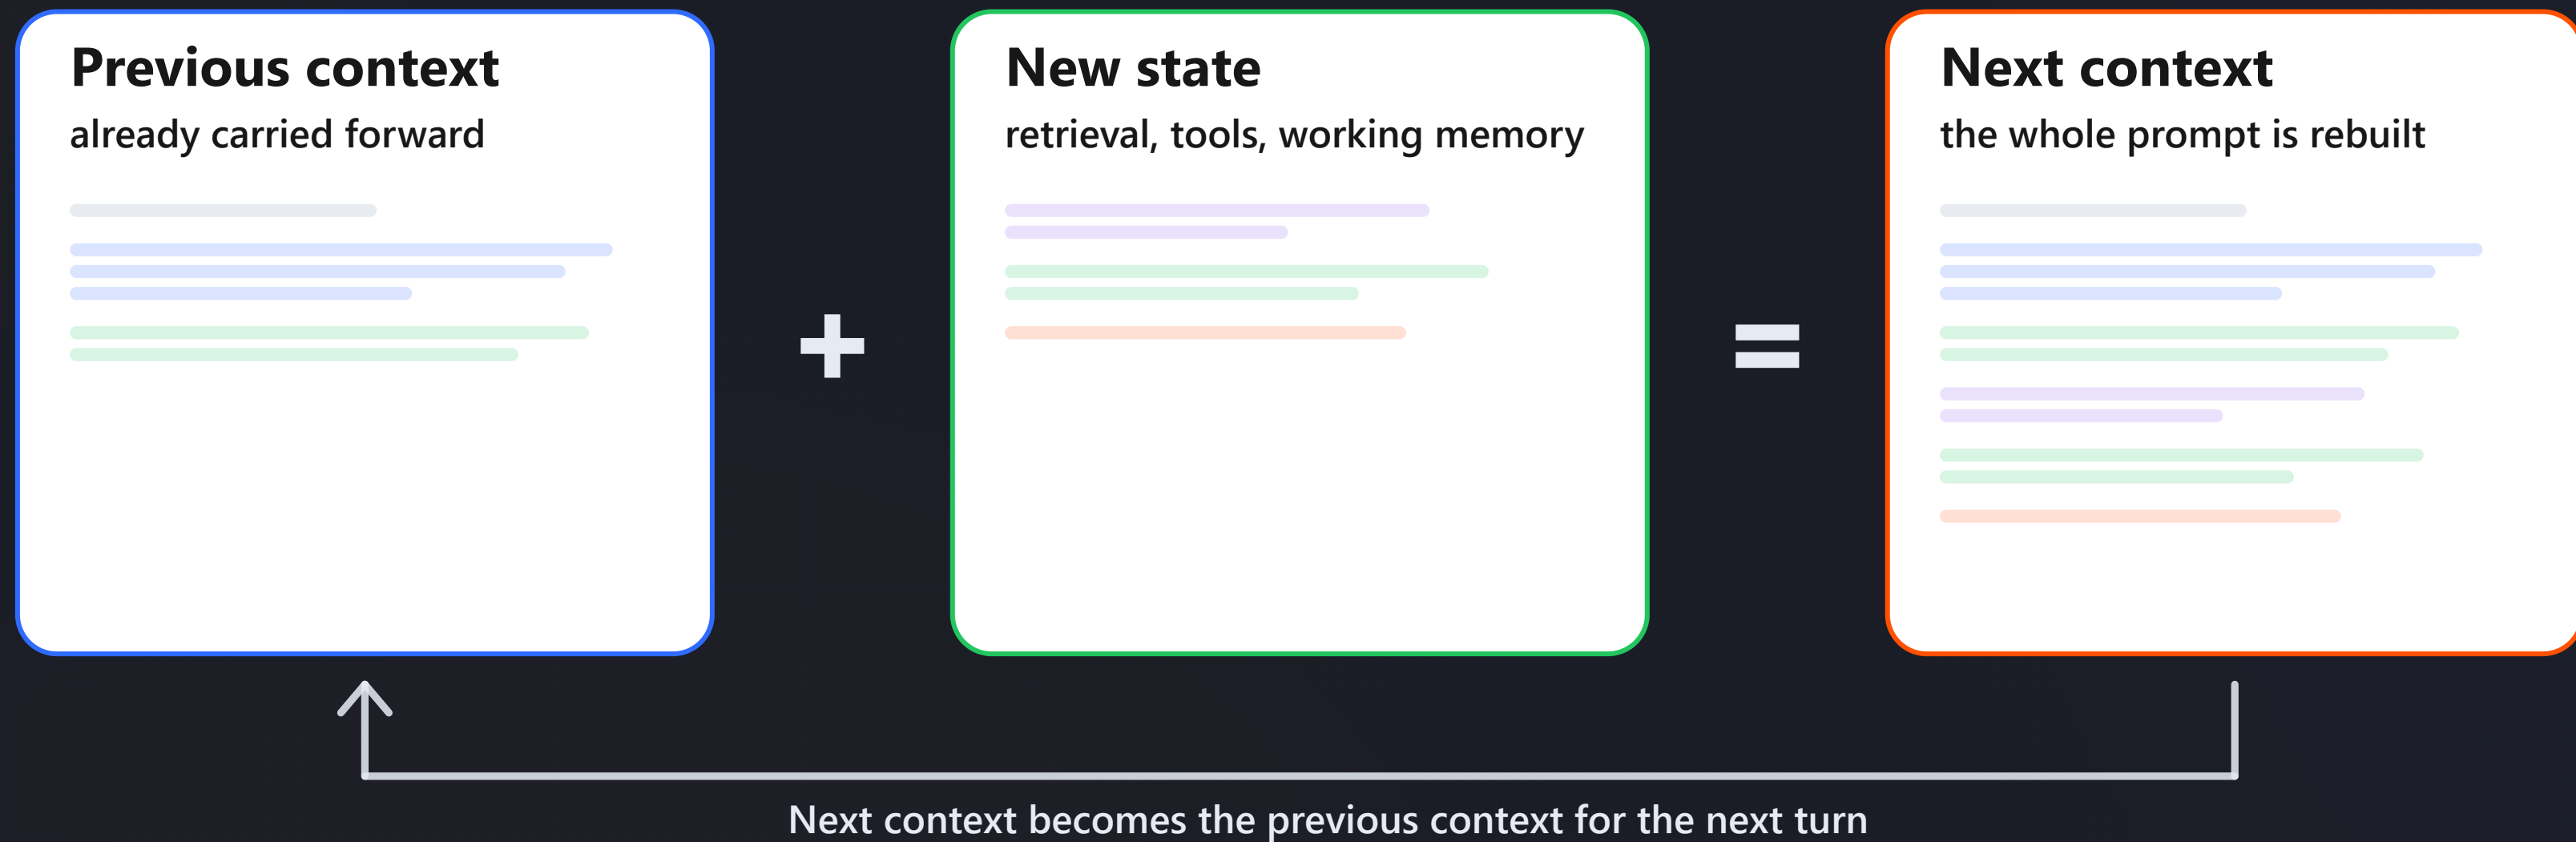 Previous context
already carried forward
New state
retrieval, tools, working memory
Next context
the whole prompt is rebuilt
+
=
Next context becomes the previous context for the next turn